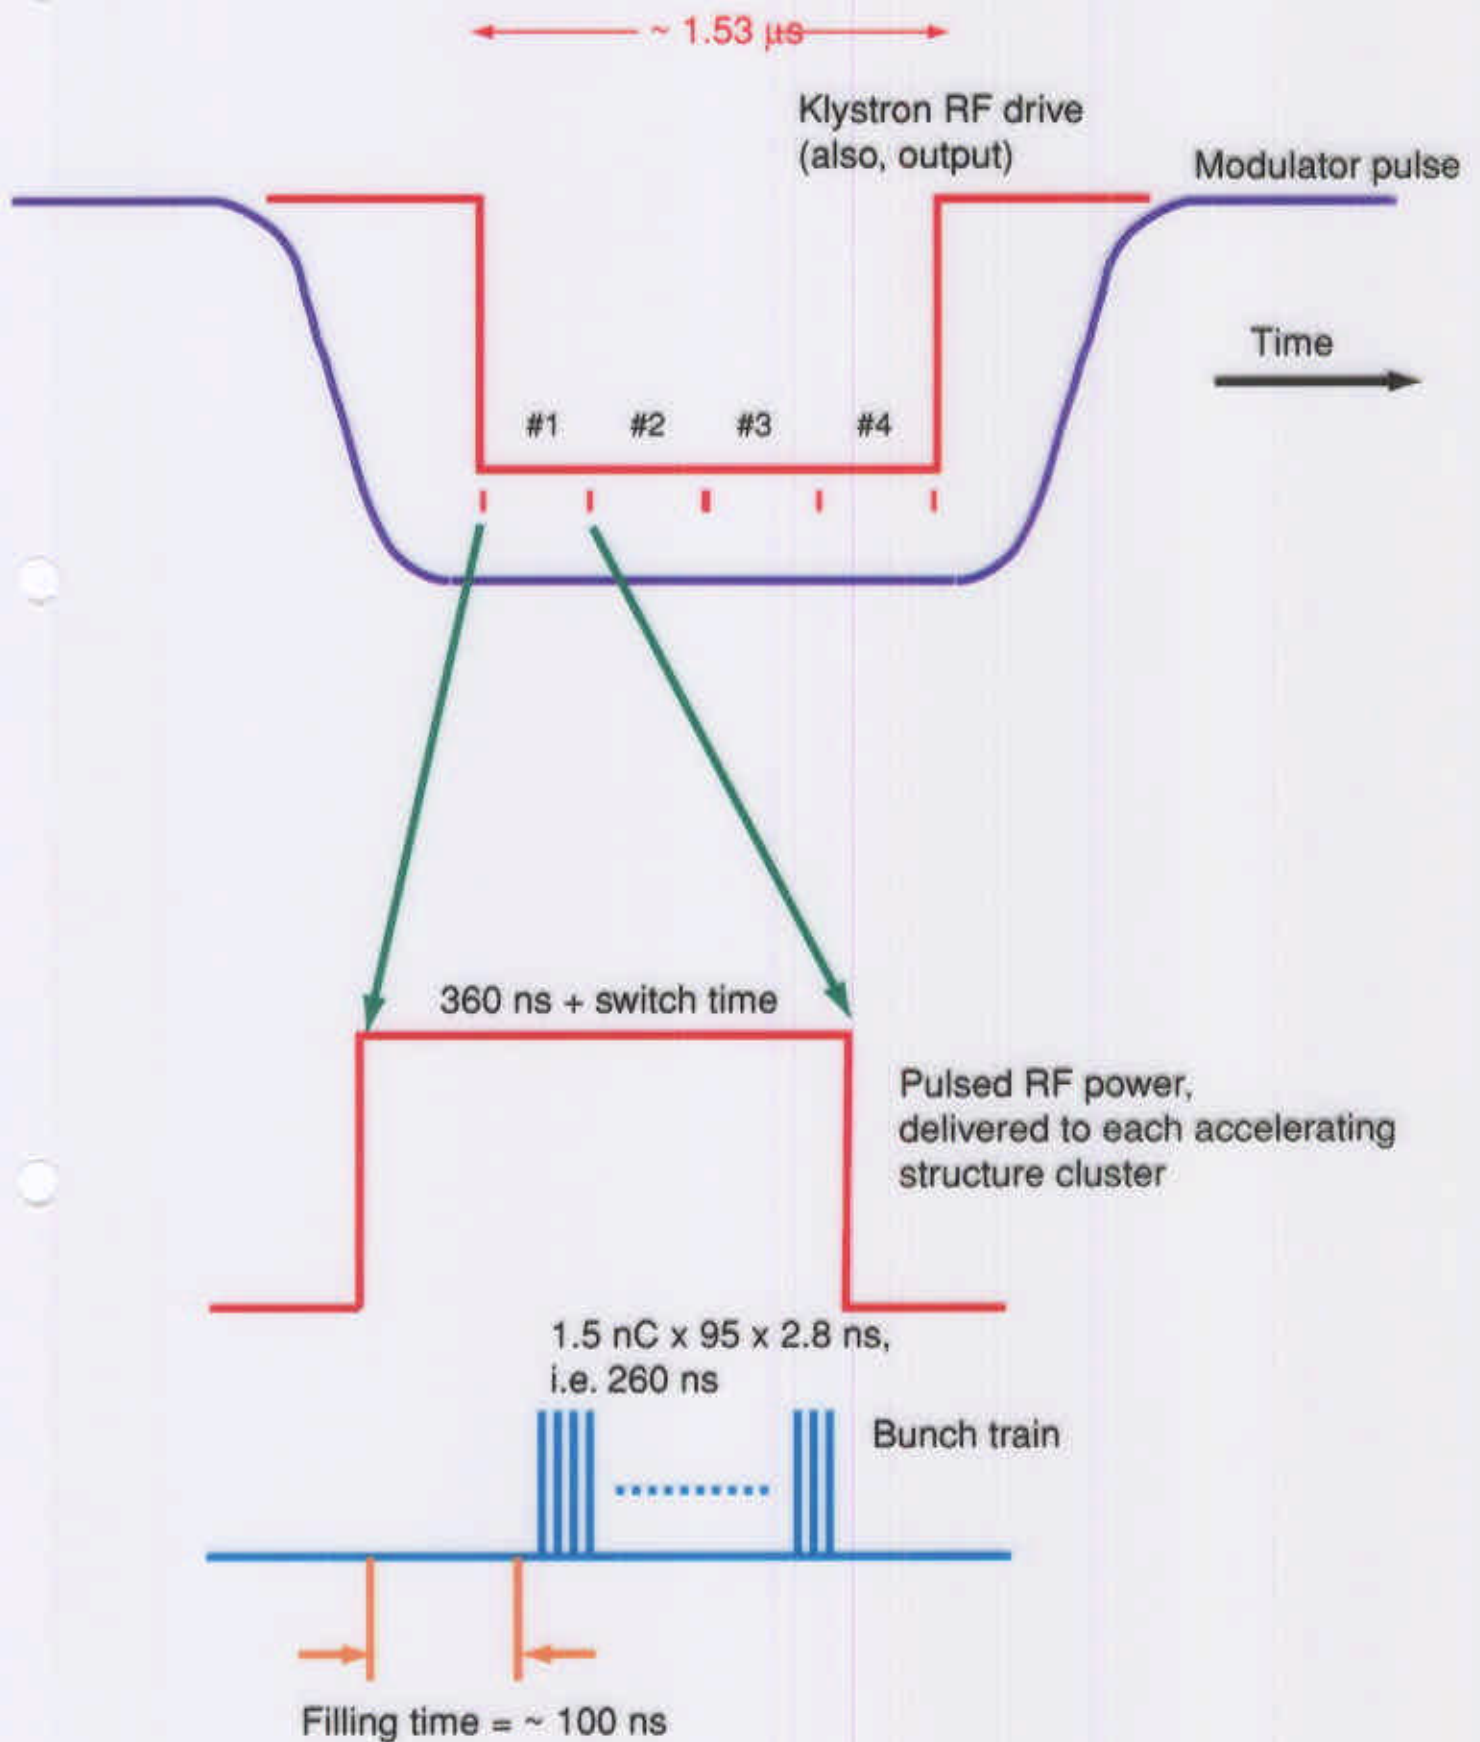 ~ 1.53 μs
Klystron RF drive
(also, output)
Modulator pulse
Time
#1 #2 #3 #4
360 ns + switch time
Pulsed RF power,
delivered to each accelerating
structure cluster
1.5 nC x 95 x 2.8 ns,
i.e. 260 ns
Bunch train
Filling time = ~ 100 ns